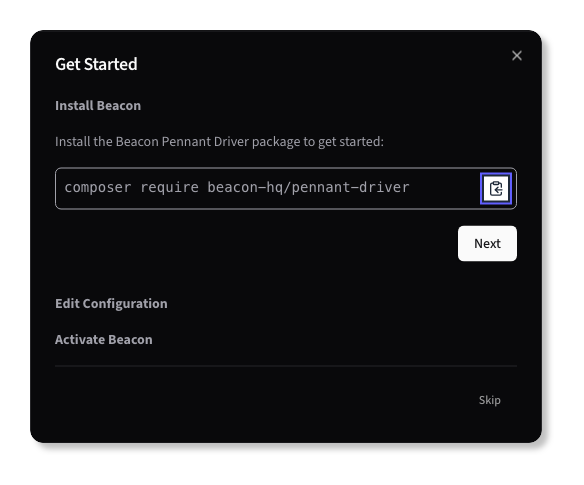 Get Started
Install Beacon
Install the Beacon Pennant Driver package to get started:
composer require beacon-hq/pennant-driver
Next
Edit Configuration
Activate Beacon
Skip